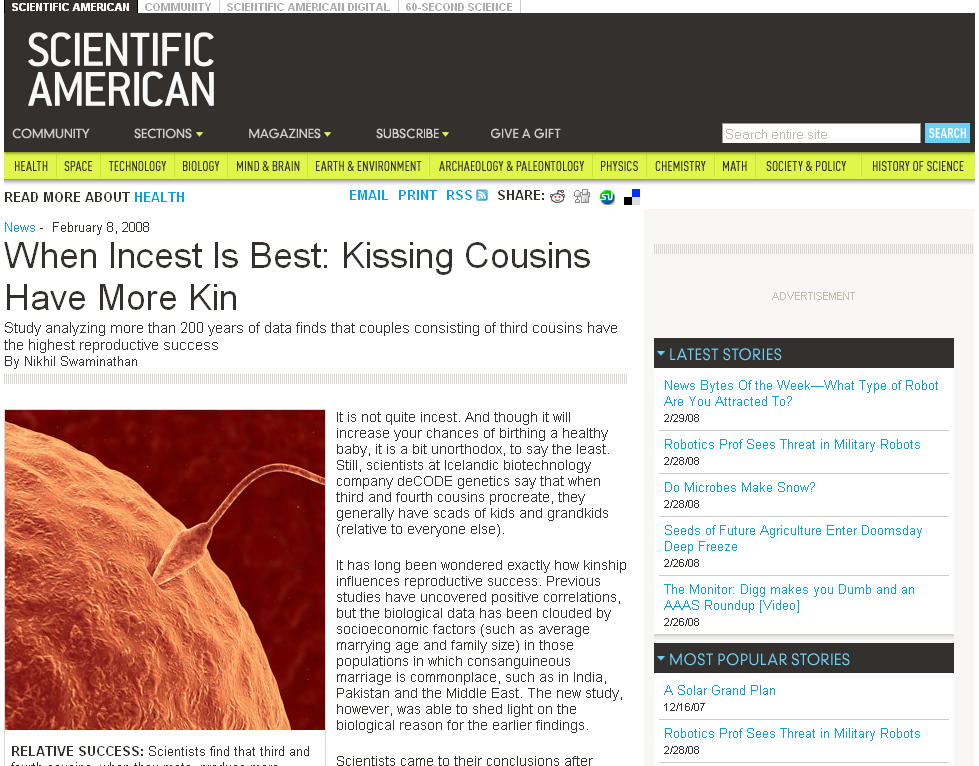 SCIENTIFIC AMERICAN COMMUNITY SCIENTIFIC AMERICAN DIGITAL 60-SECOND SCIENCE
SCIENTIFIC
AMERICAN
COMMUNITY SECTIONS MAGAZINES SUBSCRIBE GIVE A GIFT Search entire site SEARCH
HEALTH SPACE TECHNOLOGY BIOLOGY MIND & BRAIN EARTH & ENVIRONMENT ARCHAEOLOGY & PALEONTOLOGY PHYSICS CHEMISTRY MATH SOCIETY & POLICY HISTORY OF SCIENCE
READ MORE ABOUT HEALTH EMAIL PRINT RSS SHARE:
News - February 8, 2008
When Incest Is Best: Kissing Cousins
Have More Kin
Study analyzing more than 200 years of data finds that couples consisting of third cousins have
the highest reproductive success
By Nikhil Swaminathan
It is not quite incest. And though it will
increase your chances of birthing a healthy
baby, it is a bit unorthodox, to say the least.
Still, scientists at Icelandic biotechnology
company deCODE genetics say that when
third and fourth cousins procreate, they
generally have scads of kids and grandkids
(relative to everyone else).
It has long been wondered exactly how kinship
influences reproductive success. Previous
studies have uncovered positive correlations,
but the biological data has been clouded by
socioeconomic factors (such as average
marrying age and family size) in those
populations in which consanguineous
marriage is commonplace, such as in India,
Pakistan and the Middle East. The new study,
however, was able to shed light on the
biological reason for the earlier findings.
Scientists came to their conclusions after
RELATIVE SUCCESS: Scientists find that third and
fourth cousins, when they mate, produce more
ADVERTISEMENT
LATEST STORIES
News Bytes Of the Week—What Type of Robot
Are You Attracted To?
2/29/08
Robotics Prof Sees Threat in Military Robots
2/28/08
Do Microbes Make Snow?
2/28/08
Seeds of Future Agriculture Enter Doomsday
Deep Freeze
2/26/08
The Monitor: Digg makes you Dumb and an
AAAS Roundup [Video]
2/26/08
MOST POPULAR STORIES
A Solar Grand Plan
12/16/07
Robotics Prof Sees Threat in Military Robots
2/28/08